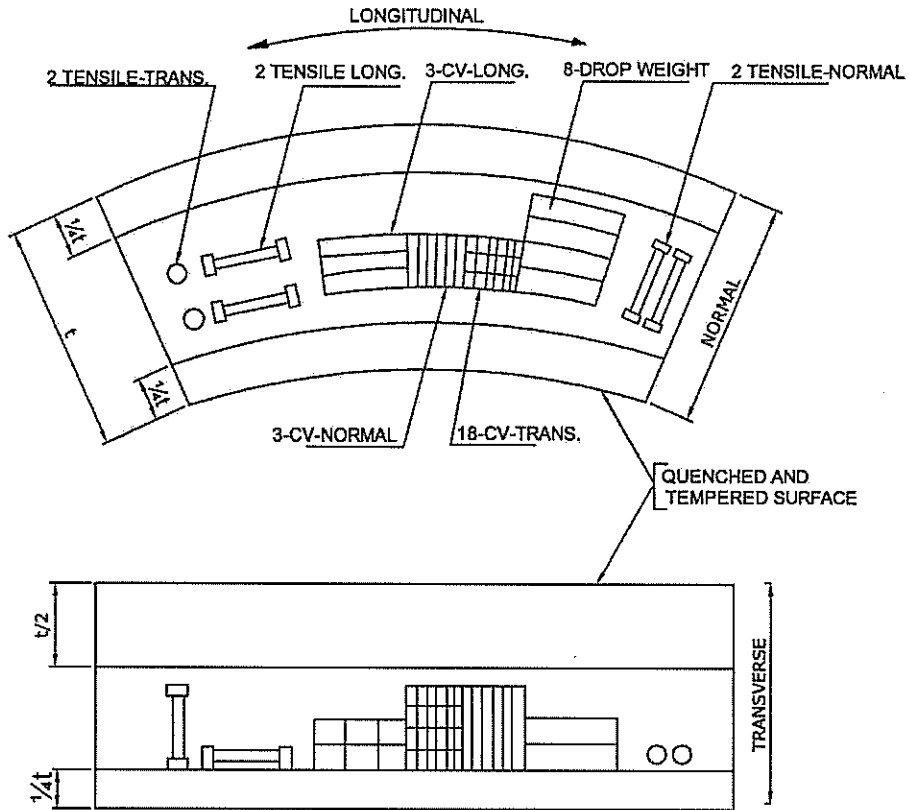 LONGITUDINAL
2 TENSILE-TRANS.
2 TENSILE LONG.
3-CV-LONG.
8-DROP WEIGHT
2 TENSILE-NORMAL
¼t
t
¼t
NORMAL
3-CV-NORMAL
18-CV-TRANS.
QUENCHED AND
TEMPERED SURFACE
t/2
TRANSVERSE
¼t